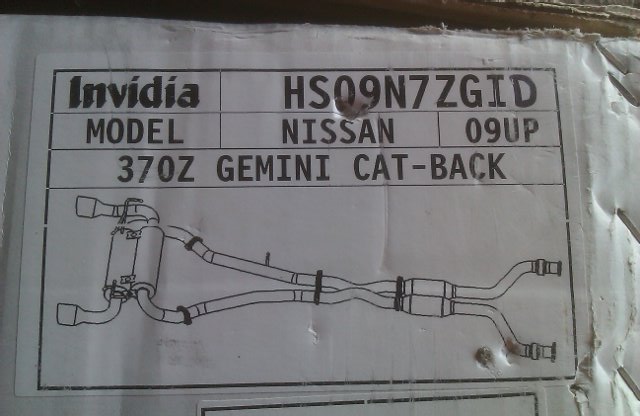 Invidia HS09N7ZGID
MODEL NISSAN 09UP
370Z GEMINI CAT-BACK